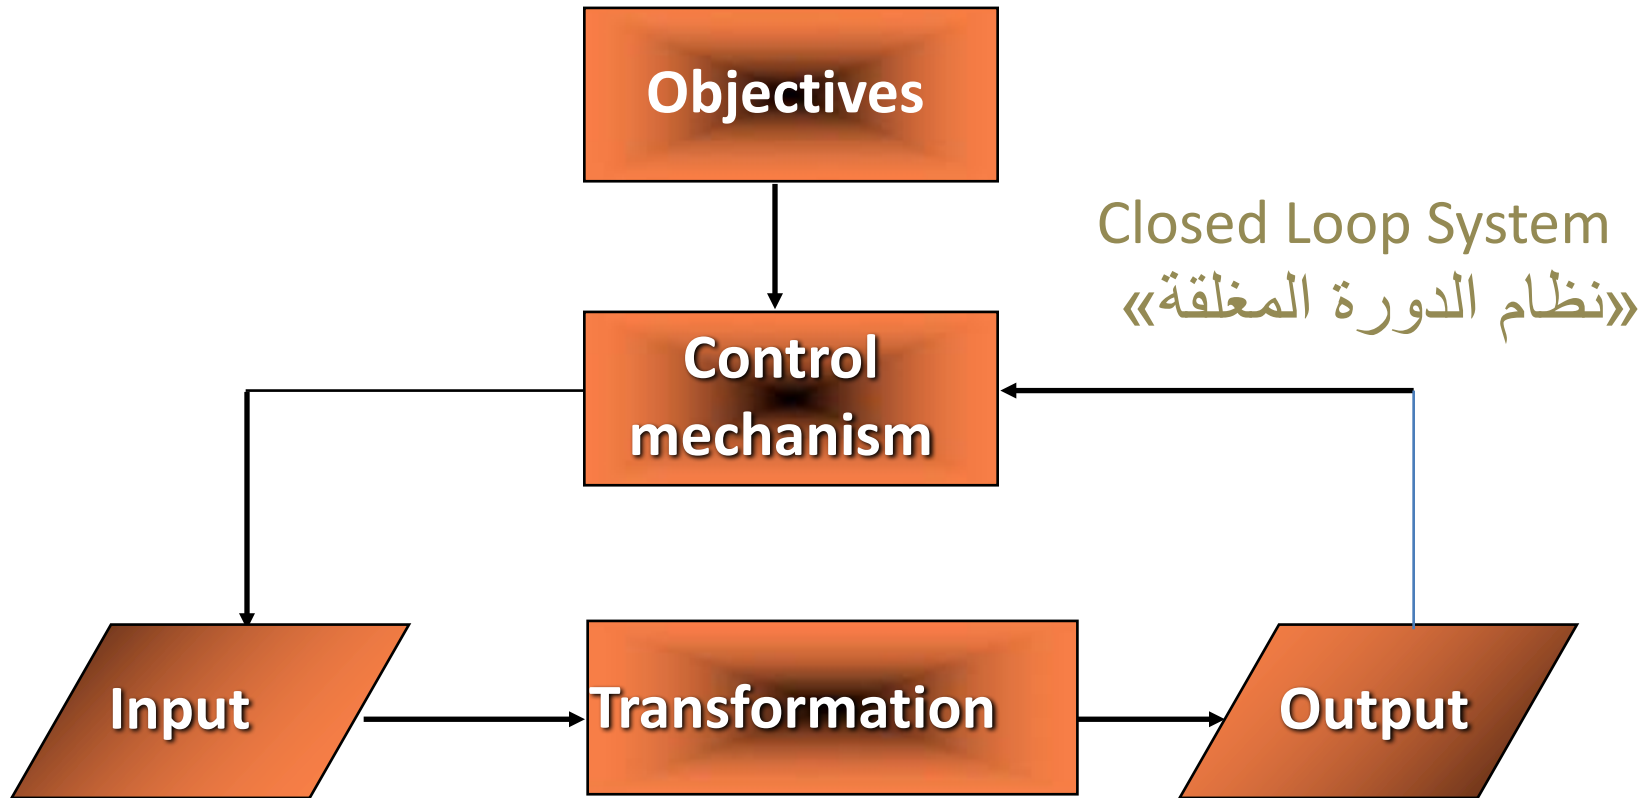 Objectives
Closed Loop System
«نظام الدورة المغلقة»
Control
mechanism
Input
Transformation
Output